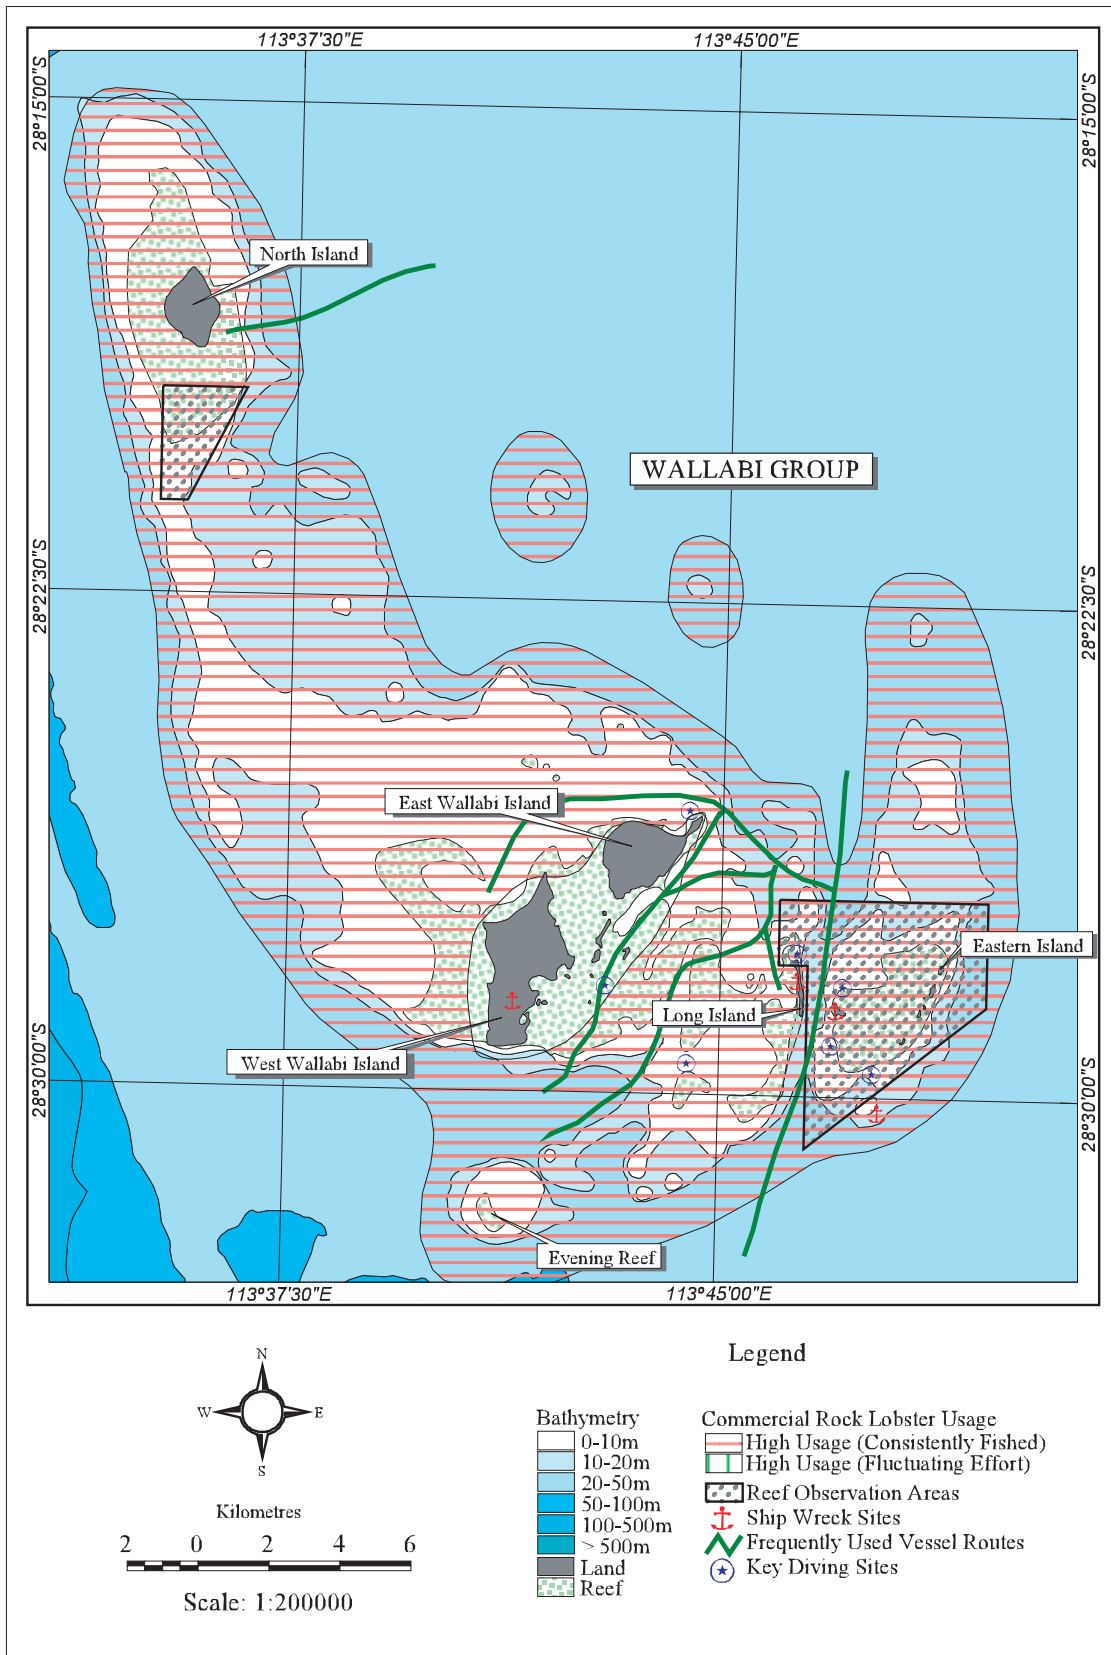 113°37'30"E
113°45'00"E
28°15'00"S
28°15'00"S
North Island
WALLABI GROUP
28°22'30"S
28°22'30"S
East Wallabi Island
Eastern Island
Long Island
West Wallabi Island
28°30'00"S
28°30'00"S
Evening Reef
113°37'30"E
113°45'00"E
N
W
E
S
Kilometres
2 0 2 4 6
Scale: 1:200000
Legend
Bathymetry
0-10m
10-20m
20-50m
50-100m
100-500m
> 500m
Land
Reef
Commercial Rock Lobster Usage
High Usage (Consistently Fished)
High Usage (Fluctuating Effort)
Reef Observation Areas
Ship Wreck Sites
Frequently Used Vessel Routes
Key Diving Sites